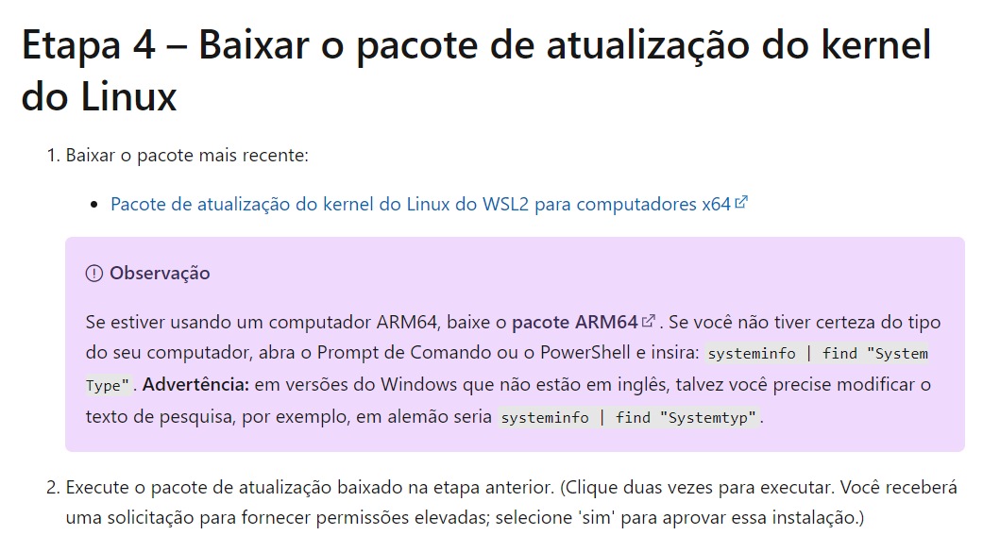 Etapa 4 – Baixar o pacote de atualização do kernel
do Linux
1. Baixar o pacote mais recente:
• Pacote de atualização do kernel do Linux do WSL2 para computadores x64
Observação
Se estiver usando um computador ARM64, baixe o pacote ARM64. Se você não tiver certeza do tipo
do seu computador, abra o Prompt de Comando ou o PowerShell e insira: systeminfo | find "System
Type". Advertência: em versões do Windows que não estão em inglês, talvez você precise modificar o
texto de pesquisa, por exemplo, em alemão seria systeminfo | find "Systemtyp".
2. Execute o pacote de atualização baixado na etapa anterior. (Clique duas vezes para executar. Você receberá
uma solicitação para fornecer permissões elevadas; selecione 'sim' para aprovar essa instalação.)